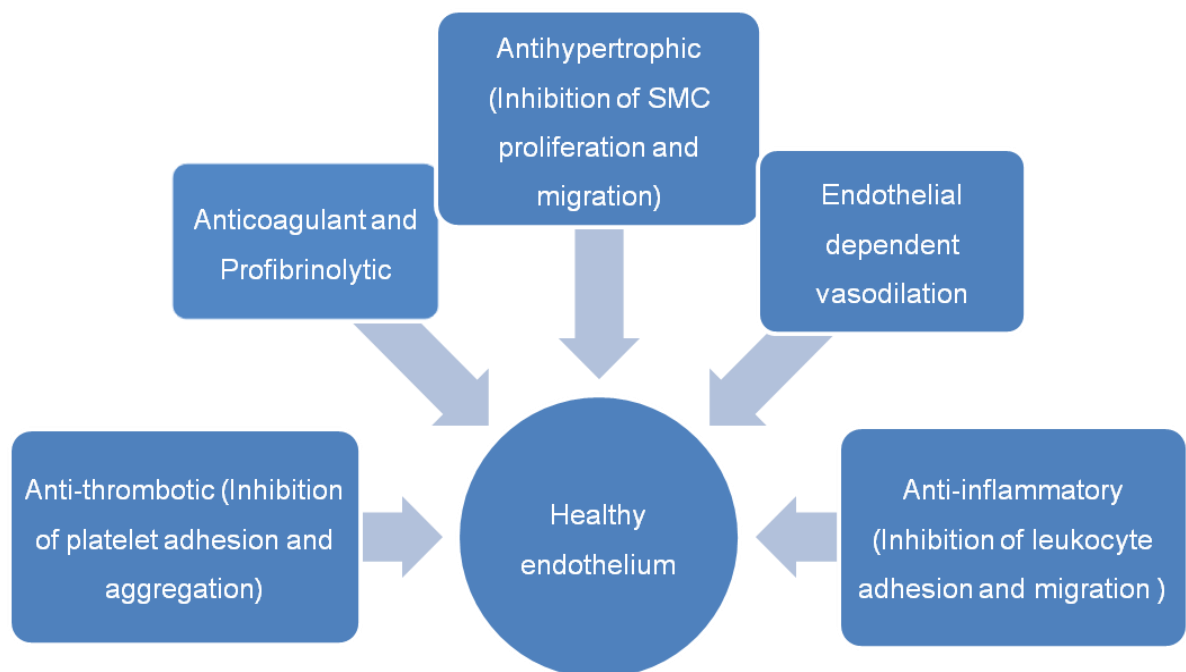 Antihypertrophic
(Inhibition of SMC
proliferation and
migration)
Anticoagulant and
Profibrinolytic
Endothelial
dependent
vasodilation
Anti-thrombotic (Inhibition
of platelet adhesion and
aggregation)
Healthy
endothelium
Anti-inflammatory
(Inhibition of leukocyte
adhesion and migration )